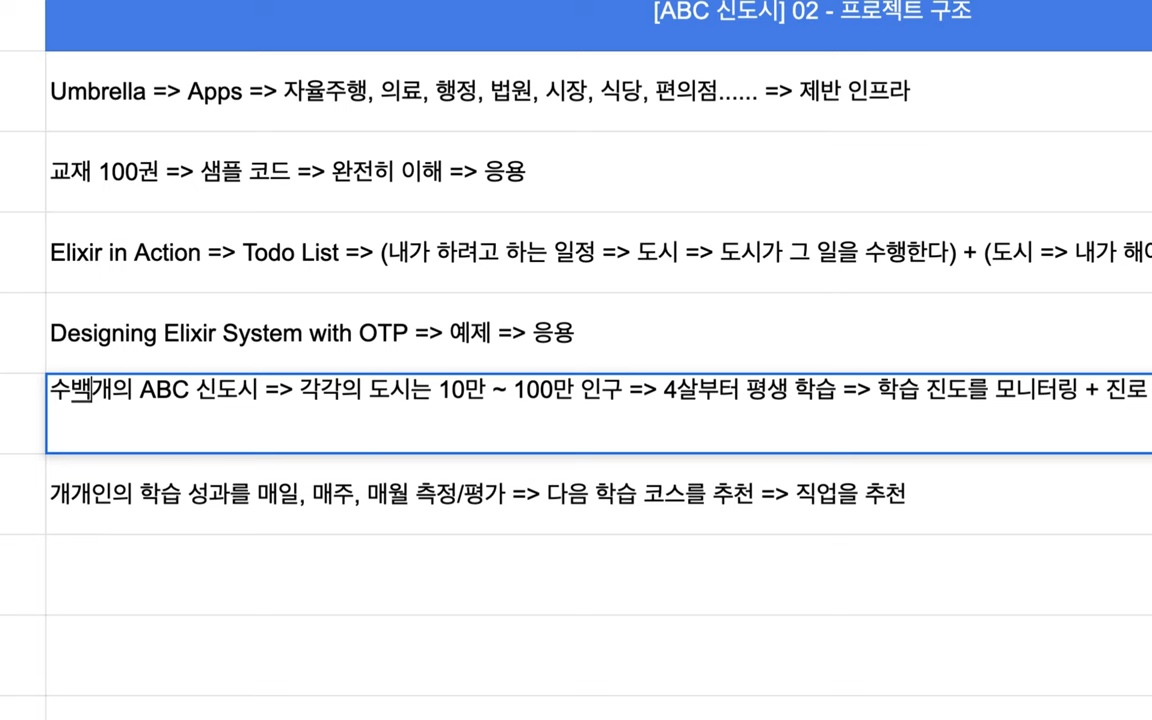 [ABC 신도시] 02 - 프로젝트 구조
Umbrella => Apps => 자율주행, 의료, 행정, 법원, 시장, 식당, 편의점...... => 제반 인프라
교재 100권 => 샘플 코드 => 완전히 이해 => 응용
Elixir in Action => Todo List => (내가 하려고 하는 일정 => 도시 => 도시가 그 일을 수행한다) + (도시 => 내가
Designing Elixir System with OTP => 예제 => 응용
수백개의 ABC 신도시 => 각각의 도시는 10만 ~ 100만 인구 => 4살부터 평생 학습 => 학습 진도를 모니터링 + 진로
개개인의 학습 성과를 매일, 매주, 매월 측정/평가 => 다음 학습 코스를 추천 => 직업을 추천